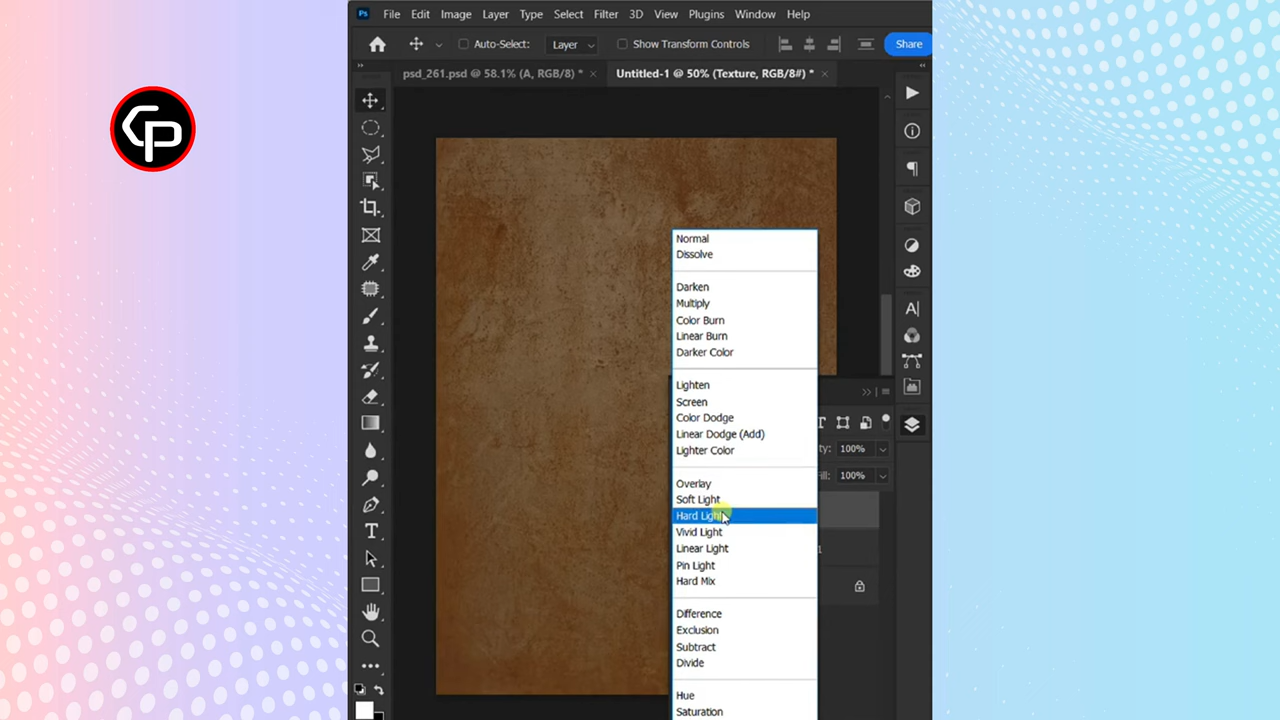 CP
Ps File Edit Image Layer Type Select Filter 3D View Plugins Window Help
Auto-Select: Layer Show Transform Controls Share
psd_261.psd @ 58.1% (A, RGB/8) * × Untitled-1 @ 50% (Texture, RGB/8#) * ×
Normal
Dissolve
Darken
Multiply
Color Burn
Linear Burn
Darker Color
Lighten
Screen
Color Dodge
Linear Dodge (Add)
100%
Lighter Color
100%
Overlay
Soft Light
Hard Light
Vivid Light
Linear Light
Pin Light
Hard Mix
Difference
Exclusion
Subtract
Divide
Hue
Saturation